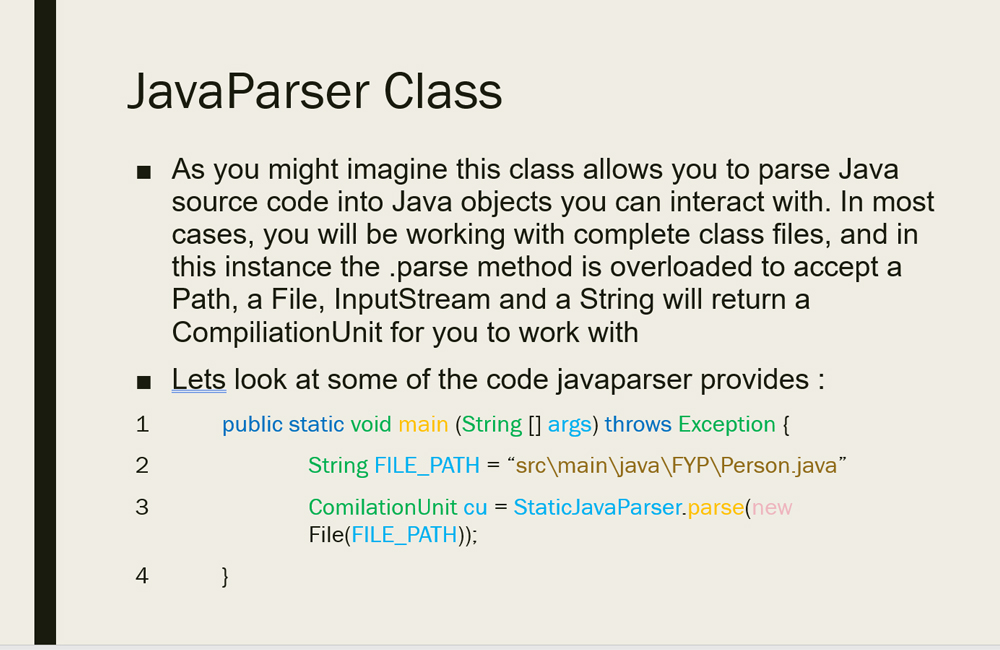 JavaParser Class
■ As you might imagine this class allows you to parse Java
source code into Java objects you can interact with. In most
cases, you will be working with complete class files, and in
this instance the .parse method is overloaded to accept a
Path, a File, InputStream and a String will return a
CompiliationUnit for you to work with
■ Lets look at some of the code javaparser provides :
1 public static void main (String [] args) throws Exception {
2 String FILE_PATH = “src\main\java\FYP\Person.java”
3 ComilationUnit cu = StaticJavaParser.parse(new
File(FILE_PATH));
4 }